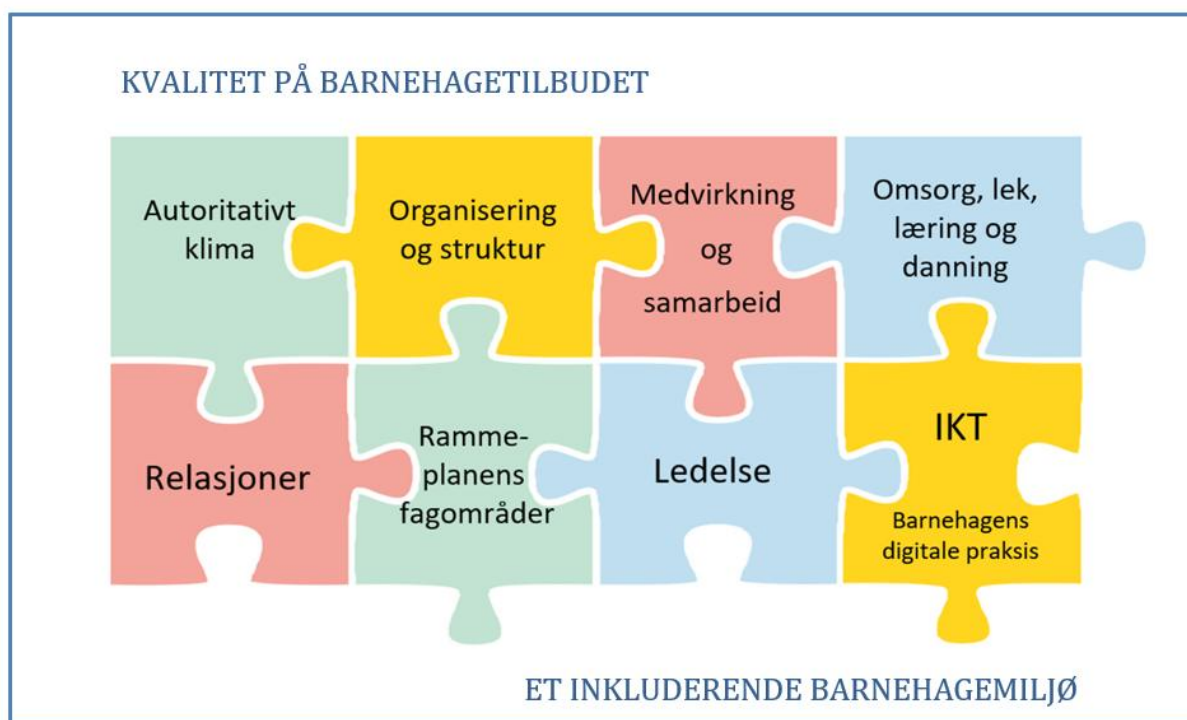 KVALITET PÅ BARNEHAGETILBUDET
Autoritativt
klima
Organisering
og struktur
Medvirkning
og
samarbeid
Omsorg, lek,
læring og
danning
Relasjoner
Ramme-
planens
fagområder
Ledelse
IKT
Barnehagens
digitale praksis
ET INKLUDERENDE BARNEHAGEMILJØ